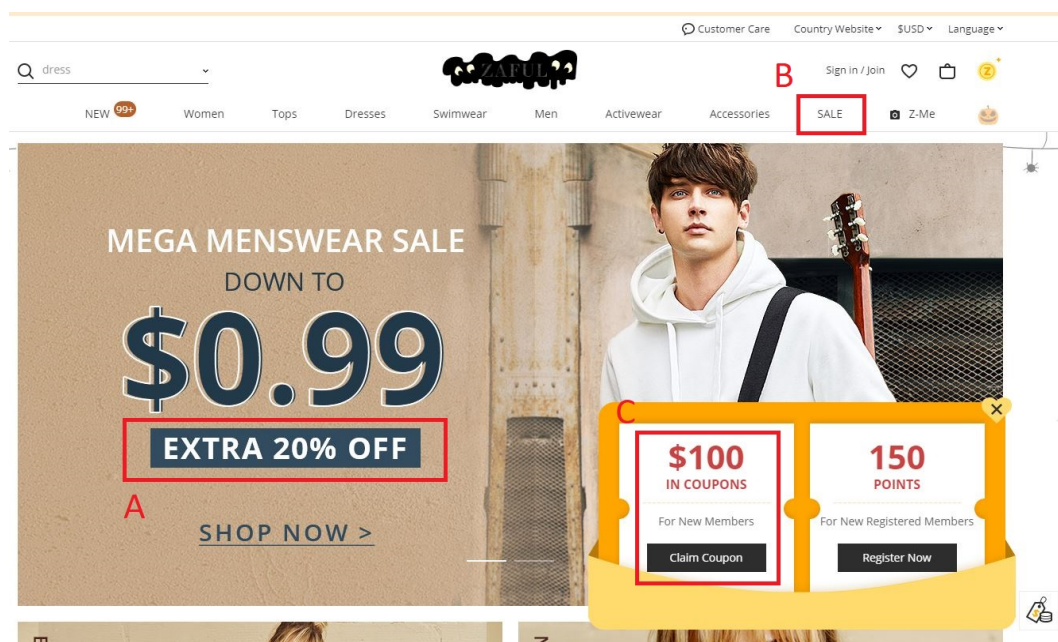 Customer Care Country Website $USD Language
dress
ZAFUL
B
Sign in / Join
Z
NEW 99+ Women Tops Dresses Swimwear Men Activewear Accessories SALE Z-Me
MEGA MENSWEAR SALE
DOWN TO
$0.99
EXTRA 20% OFF
A
SHOP NOW >
C
$100
IN COUPONS
For New Members
Claim Coupon
150
POINTS
For New Registered Members
Register Now